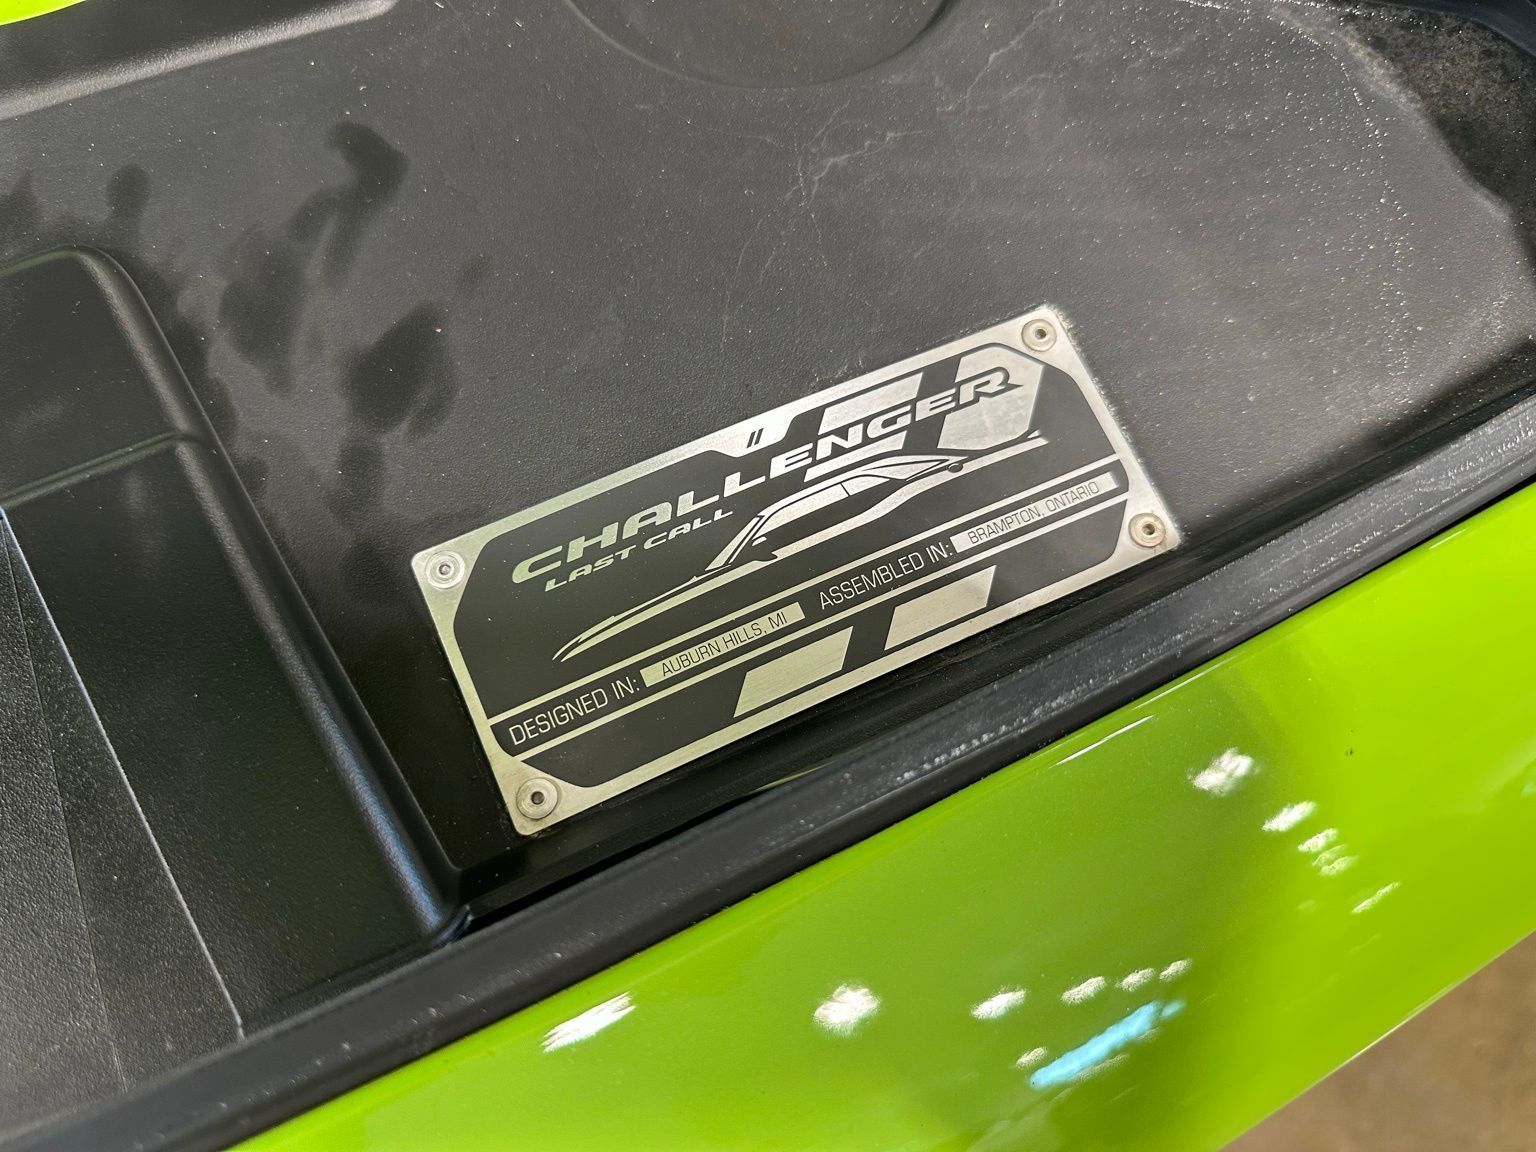 CHALLENGER
LAST CALL
DESIGNED IN: AUBURN HILLS, MI ASSEMBLED IN: BRAMPTON, ONTARIO